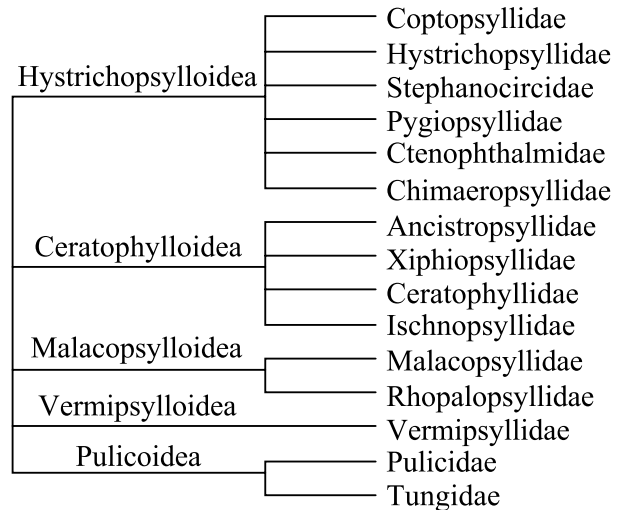 Coptopsyllidae
Hystrichopsyllidae
Hystrichopsylloidea
Stephanocircidae
Pygiopsyllidae
Ctenophthalmidae
Chimaeropsyllidae
Ancistropsyllidae
Ceratophylloidea
Xiphiopsyllidae
Ceratophyllidae
Ischnopsyllidae
Malacopsylloidea
Malacopsyllidae
Rhopalopsyllidae
Vermipsylloidea
Vermipsyllidae
Pulicoidea
Pulicidae
Tungidae